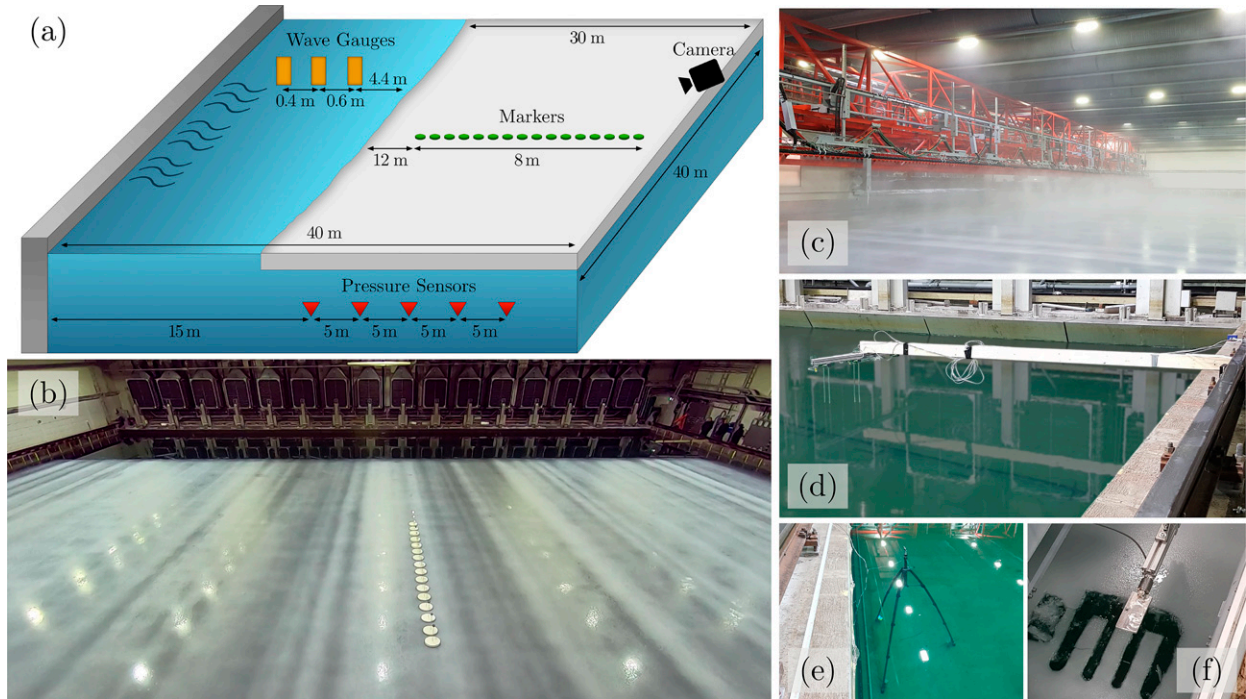 (a)
30 m
Wave Gauges
Camera
4.4 m
0.4 m
0.6 m
Markers
12 m
8 m
40 m
40 m
Pressure Sensors
15 m
5 m
5 m
5 m
5 m
(b)
(c)
(d)
(e)
(f)